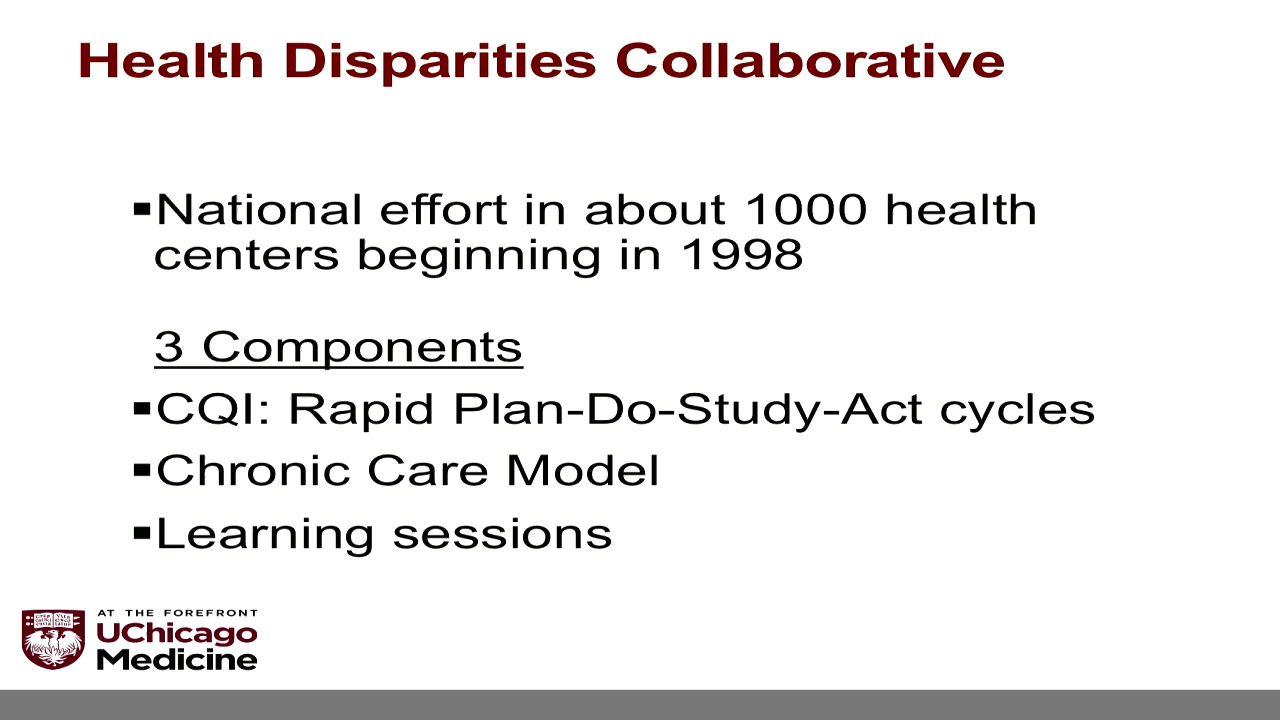 Health Disparities Collaborative
▪National effort in about 1000 health
centers beginning in 1998
3 Components
▪CQI: Rapid Plan-Do-Study-Act cycles
▪Chronic Care Model
▪Learning sessions
AT THE FOREFRONT
UChicago
Medicine